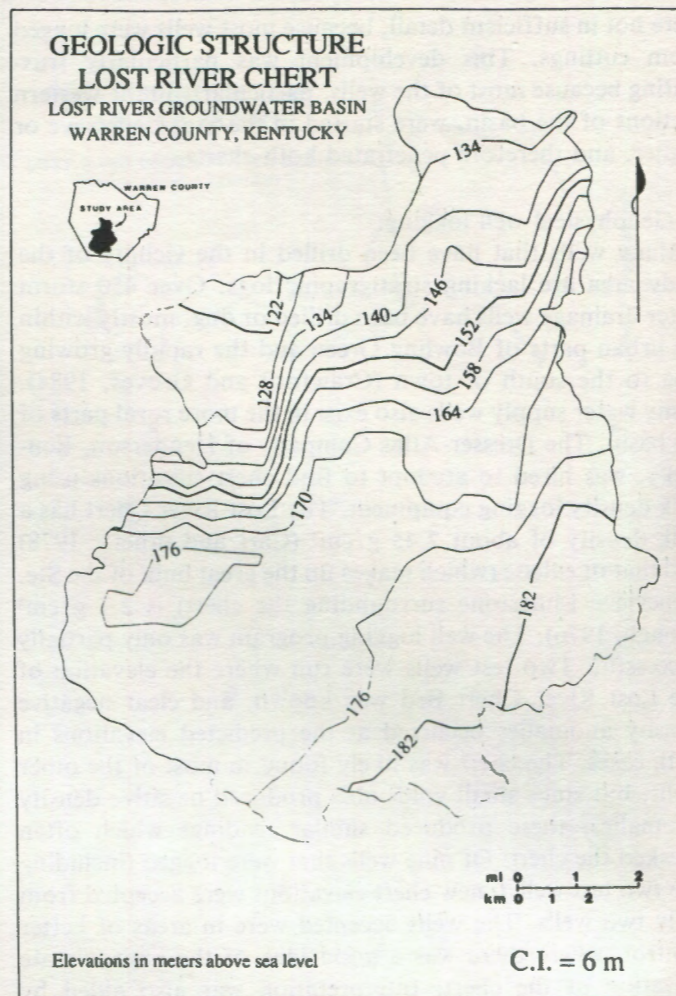 GEOLOGIC STRUCTURE
LOST RIVER CHERT
LOST RIVER GROUNDWATER BASIN
WARREN COUNTY, KENTUCKY
WARREN COUNTY
STUDY AREA
134
146
122
134
140
152
158
128
164
170
176
182
176
182
mi 0 1 2
km 0 1 2
Elevations in meters above sea level
C.I. = 6 m